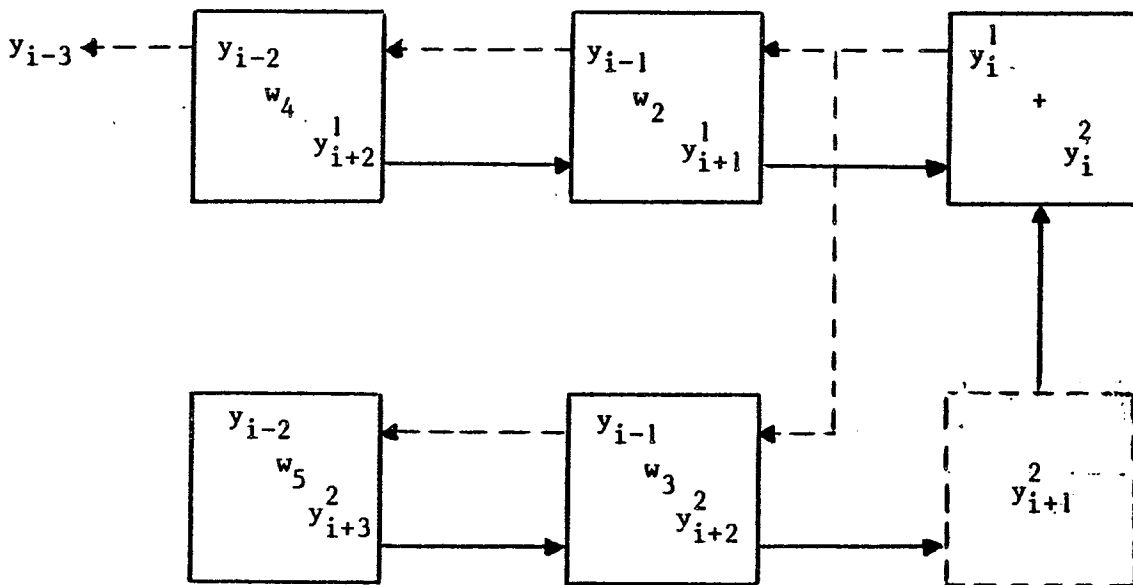 y_{i-3}
y_{i-2}
w_4
y^1_{i+2}
y_{i-1}
w_2
y^1_{i+1}
y^1_i
+
y^2_i
y_{i-2}
w_5
y^2_{i+3}
y_{i-1}
w_3
y^2_{i+2}
y^2_{i+1}